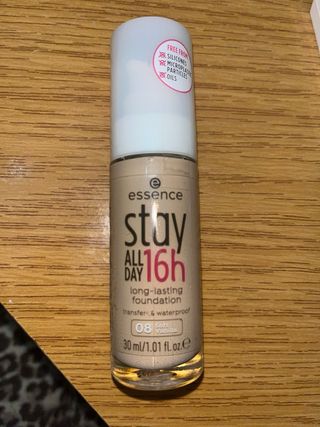 FREE FROM
SILICONES
MICROPLASTIC
PARTICLES
OILS
e
essence
stay
ALL
DAY 16h
long-lasting
foundation
transfer- & waterproof
08
30 ml/1.01 fl. oz. e